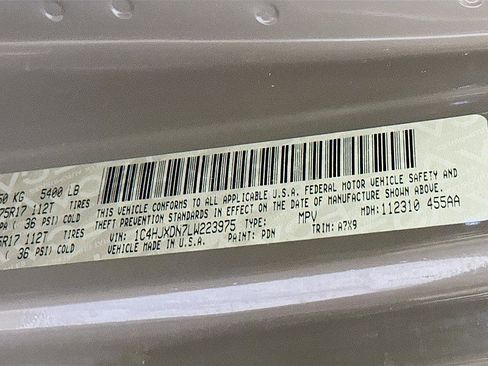 50 KG 5400 LB
75R17 112T TIRES
PA ( 36 PSI) COLD
5R17 112T TIRES
( 36 PSI) COLD
THIS VEHICLE CONFORMS TO ALL APPLICABLE U.S.A. FEDERAL MOTOR VEHICLE SAFETY AND
THEFT PREVENTION STANDARDS IN EFFECT ON THE DATE OF MANUFACTURE SHOWN ABOVE.
VIN: 1C4HJXDN7LW223975 TYPE: MPV MDH: 112310 455AA
VEHICLE MADE IN U.S.A. PAINT: PDN TRIM: A7X9